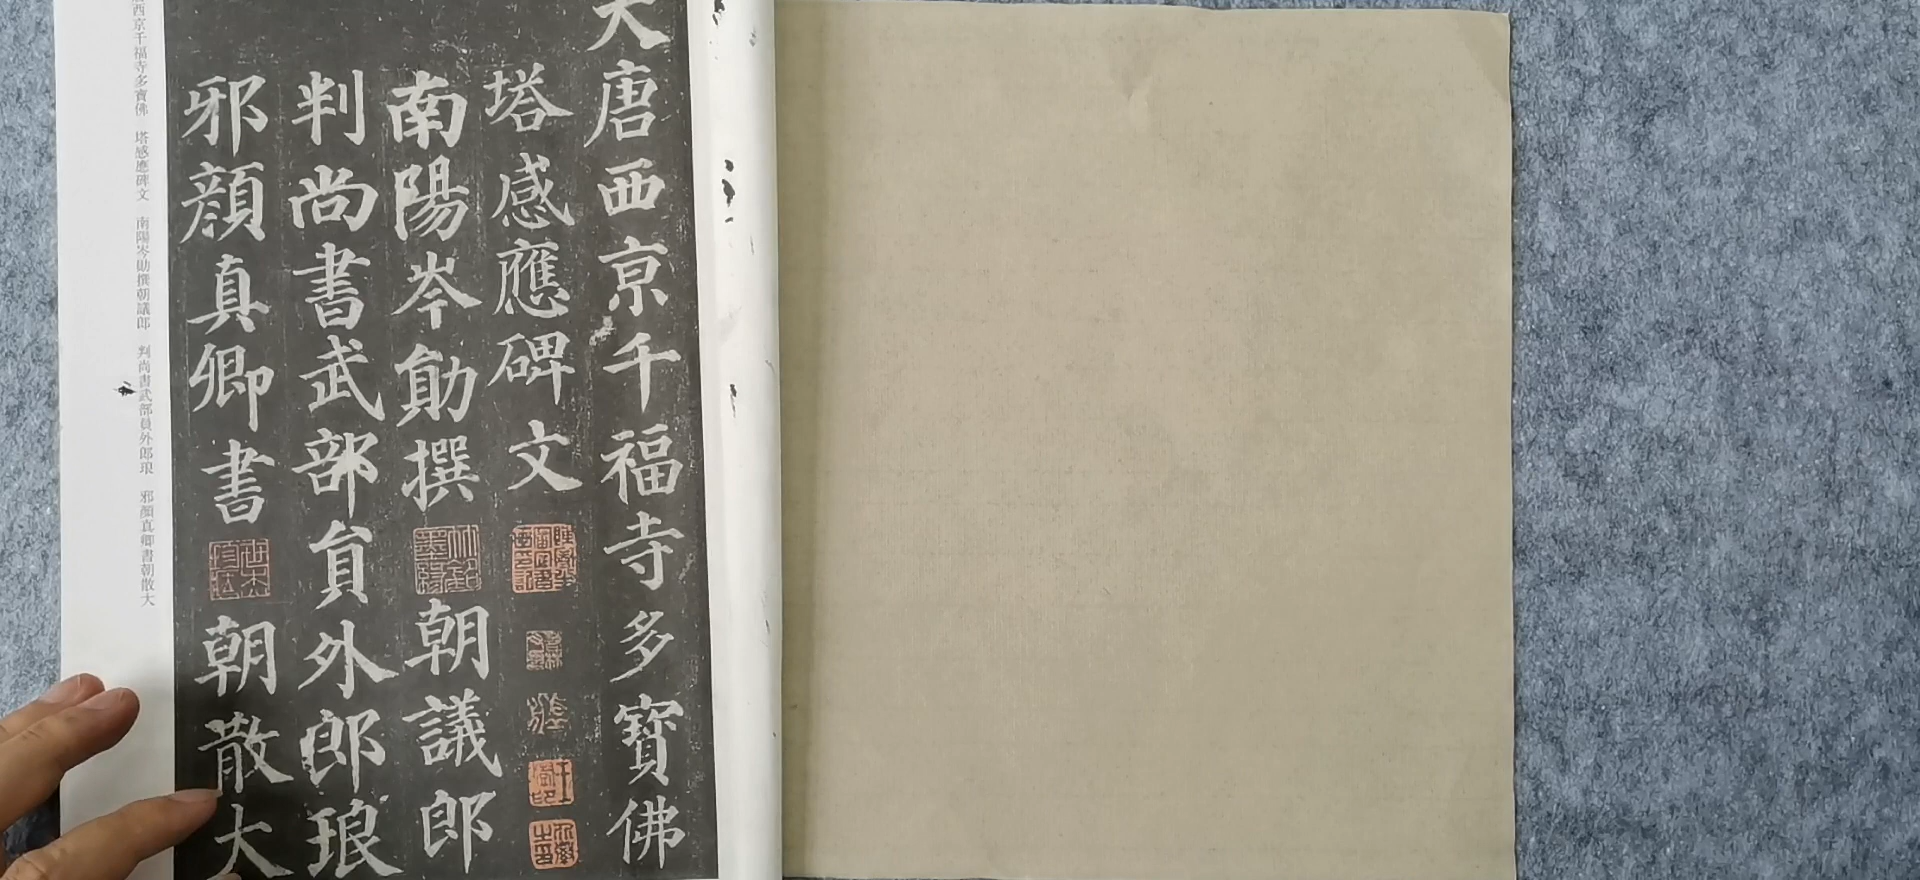 大唐西京千福寺多寶佛
塔感應碑文
南陽岑勛撰朝議郎
判尚書武部員外郎琅
邪顏真卿書朝散大
西京千福寺多寶佛 塔感應碑文 南陽岑勛撰朝議郎 判尚書武部員外郎琅 邪顏真卿書朝散大